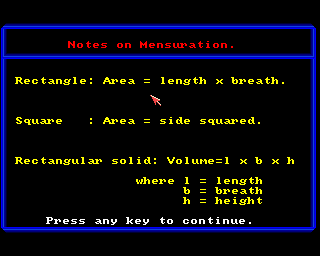 Notes on Mensuration.
Rectangle: Area = length x breath.
Square   : Area = side squared.
Rectangular solid: Volume=l x b x h
where l = length
b = breath
h = height
Press any key to continue.